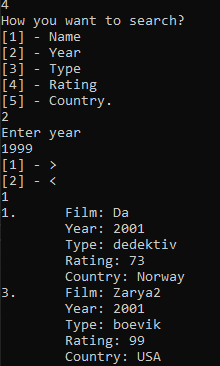 4
How you want to search?
[1] - Name
[2] - Year
[3] - Type
[4] - Rating
[5] - Country.
2
Enter year
1999
[1] - >
[2] - <
1
1. Film: Da
Year: 2001
Type: dedektiv
Rating: 73
Country: Norway
3. Film: Zarya2
Year: 2001
Type: boevik
Rating: 99
Country: USA